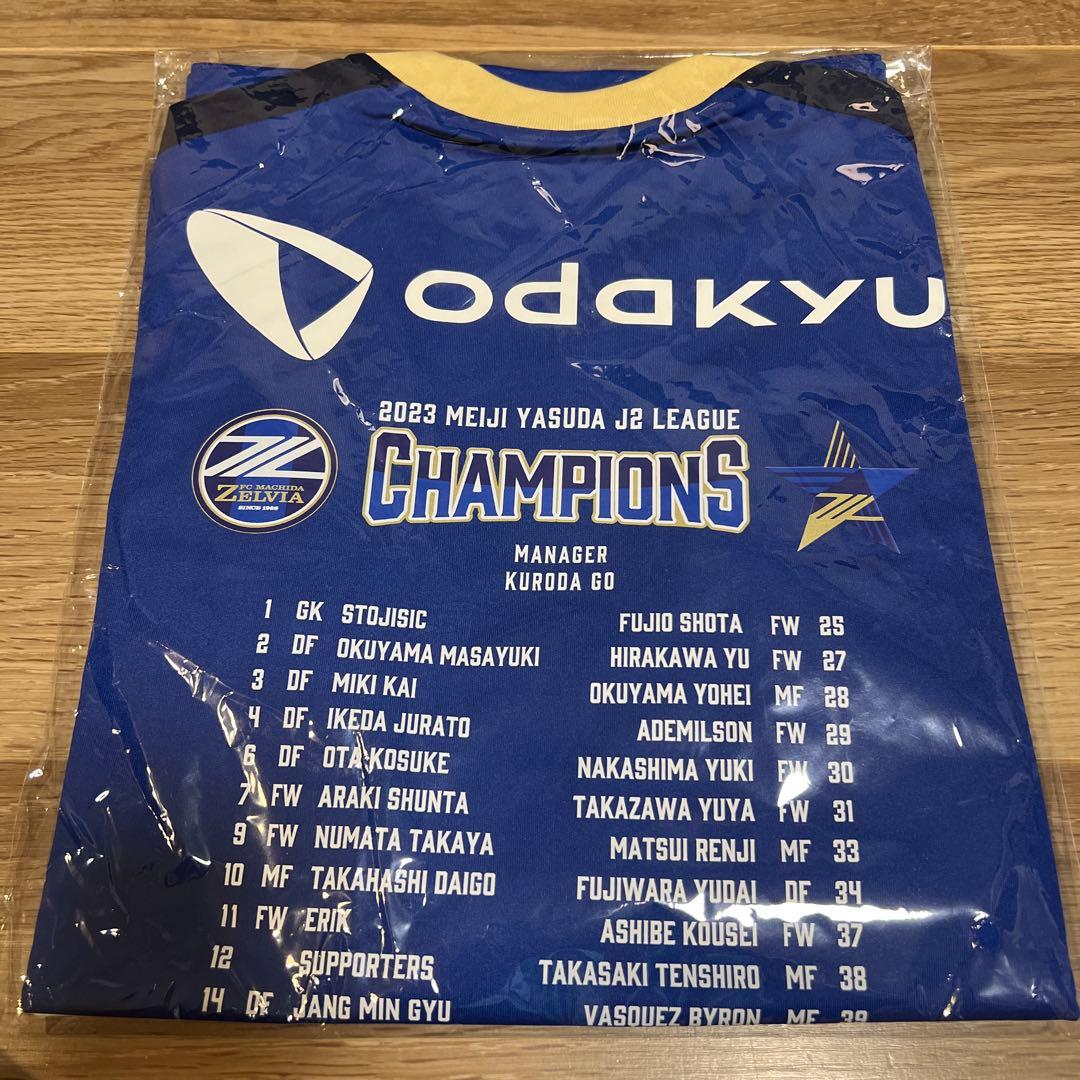 odakyu
2023 MEIJI YASUDA J2 LEAGUE
CHAMPIONS
FC MACHIDA
ZELVIA
SINCE 1989
MANAGER
KURODA GO
1 GK STOJISIC
2 DF OKUYAMA MASAYUKI
3 DF MIKI KAI
4 DF IKEDA JURATO
6 DF OTA KOSUKE
7 FW ARAKI SHUNTA
9 FW NUMATA TAKAYA
10 MF TAKAHASHI DAIGO
11 FW ERIK
12 SUPPORTERS
14 DF JANG MIN GYU
FUJIO SHOTA FW 25
HIRAKAWA YU FW 27
OKUYAMA YOHEI MF 28
ADEMILSON FW 29
NAKASHIMA YUKI FW 30
TAKAZAWA YUYA FW 31
MATSUI RENJI MF 33
FUJIWARA YUDAI DF 34
ASHIBE KOUSEI FW 37
TAKASAKI TENSHIRO MF 38
VASQUEZ BYRON MF 39